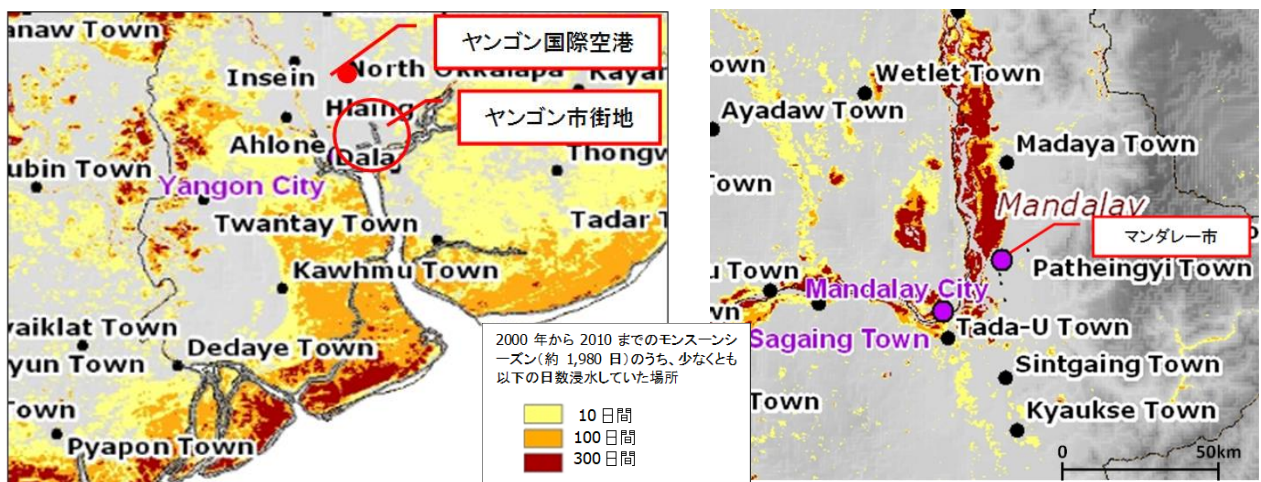 anaw Town
ヤンゴン国際空港
Insein
North Okkalapa
Kayan
Hlaing
ヤンゴン市街地
Ahlone
Dala
Thongw
ubin Town
Yangon City
Twantay Town
Tadar T
Kawhmu Town
waiklat Town
Dedaye Town
yun Town
Town
Pyapon Town
2000 年から 2010 までのモンスーンシ
ーズン(約 1,980 日)のうち、少なくとも
以下の日数浸水していた場所
10 日間
100 日間
300 日間
own
Wetlet Town
Ayadaw Town
Madaya Town
Town
Mandalay
マンダレー市
u Town
Patheingyi Town
Mandalay City
wn
Sagaing Town
Tada-U Town
Sintgaing Town
Town
Kyaukse Town
0
50km